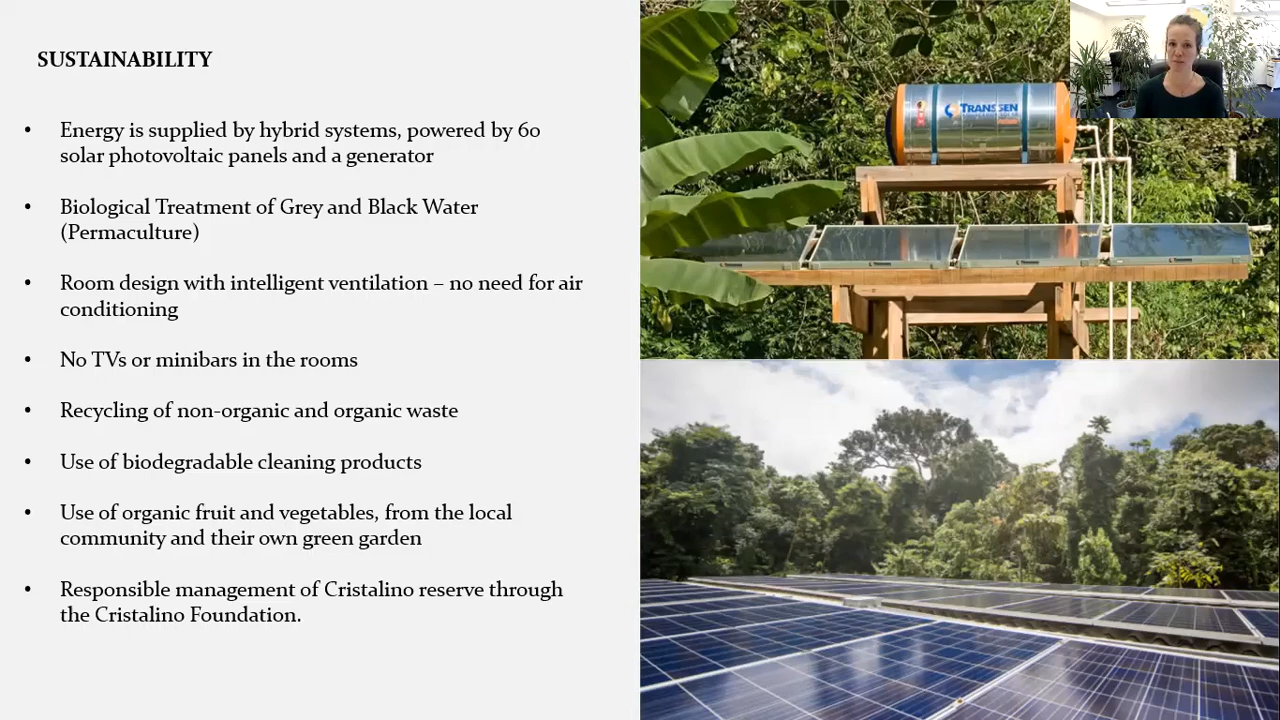 SUSTAINABILITY
• Energy is supplied by hybrid systems, powered by 60
solar photovoltaic panels and a generator
• Biological Treatment of Grey and Black Water
(Permaculture)
• Room design with intelligent ventilation – no need for air
conditioning
• No TVs or minibars in the rooms
• Recycling of non-organic and organic waste
• Use of biodegradable cleaning products
• Use of organic fruit and vegetables, from the local
community and their own green garden
• Responsible management of Cristalino reserve through
the Cristalino Foundation.
TRANSSEN